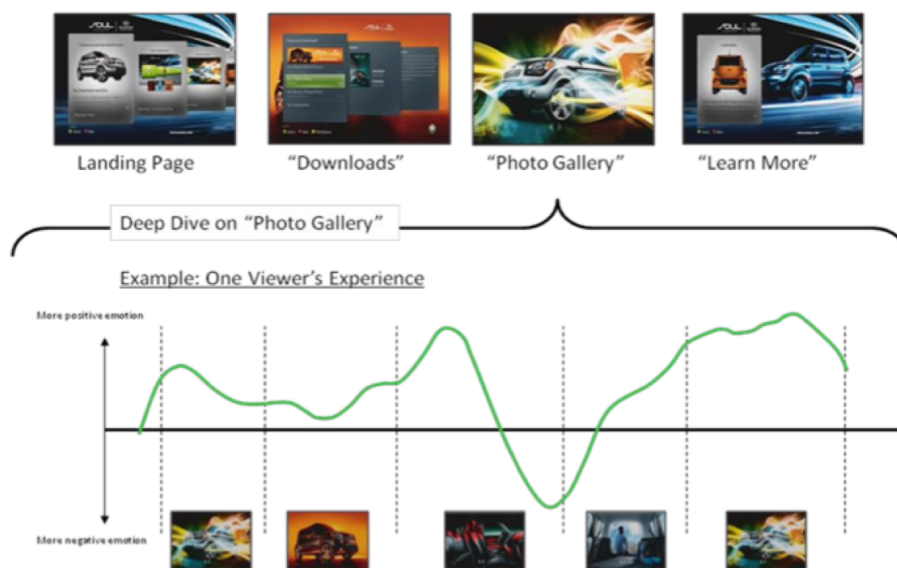 SOUL
Landing Page
“Downloads”
“Photo Gallery”
“Learn More”
Deep Dive on “Photo Gallery”
Example: One Viewer’s Experience
More positive emotion
More negative emotion